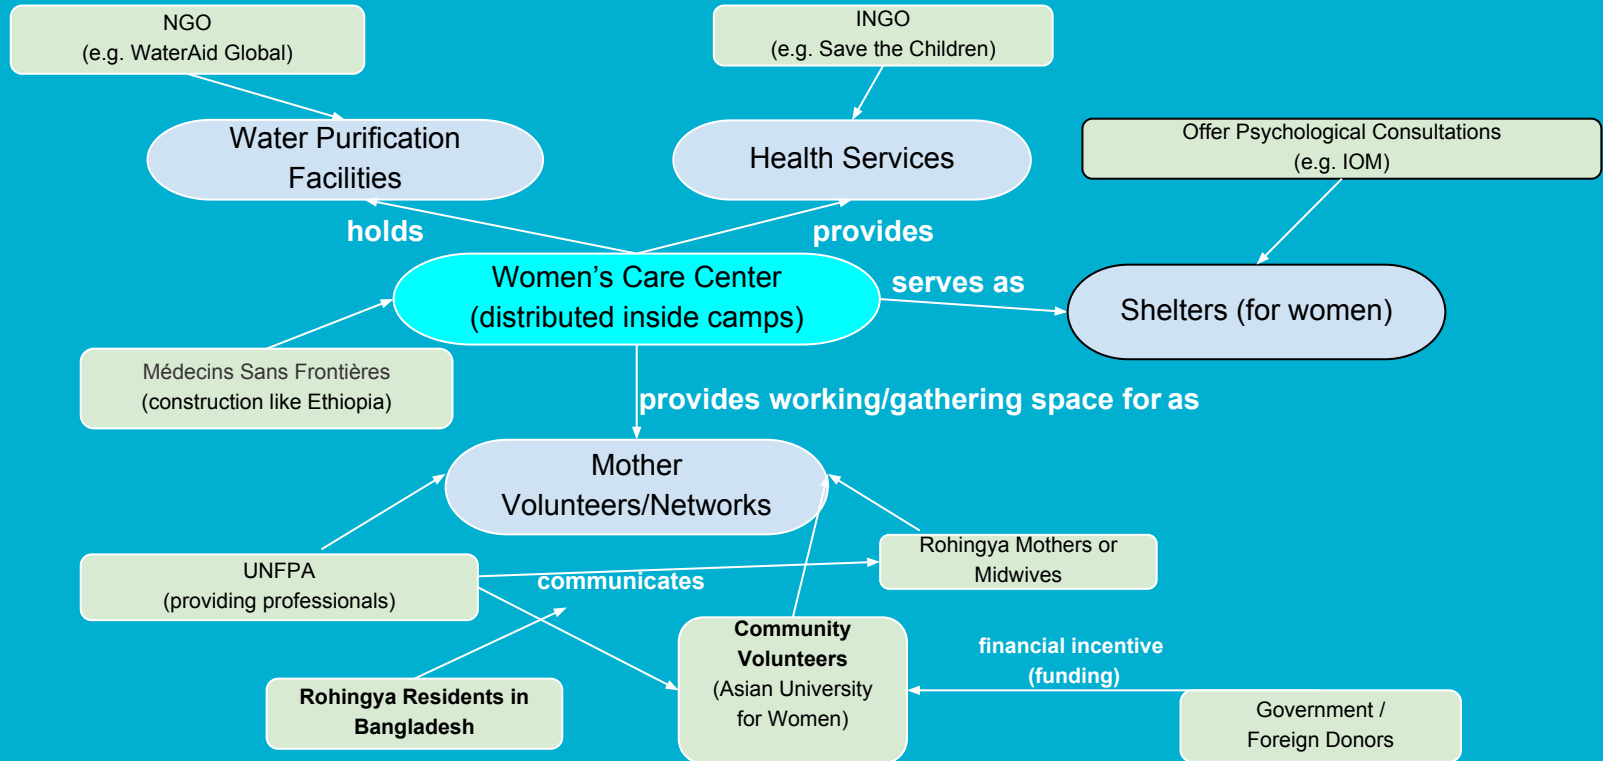 NGO
(e.g. WaterAid Global)
INGO
(e.g. Save the Children)
Water Purification
Facilities
Health Services
Offer Psychological Consultations
(e.g. IOM)
holds
provides
Women’s Care Center
(distributed inside camps)
serves as
Shelters (for women)
Médecins Sans Frontières
(construction like Ethiopia)
provides working/gathering space for as
Mother
Volunteers/Networks
UNFPA
(providing professionals)
communicates
Rohingya Mothers or
Midwives
Rohingya Residents in
Bangladesh
Community
Volunteers
(Asian University
for Women)
financial incentive
(funding)
Government /
Foreign Donors